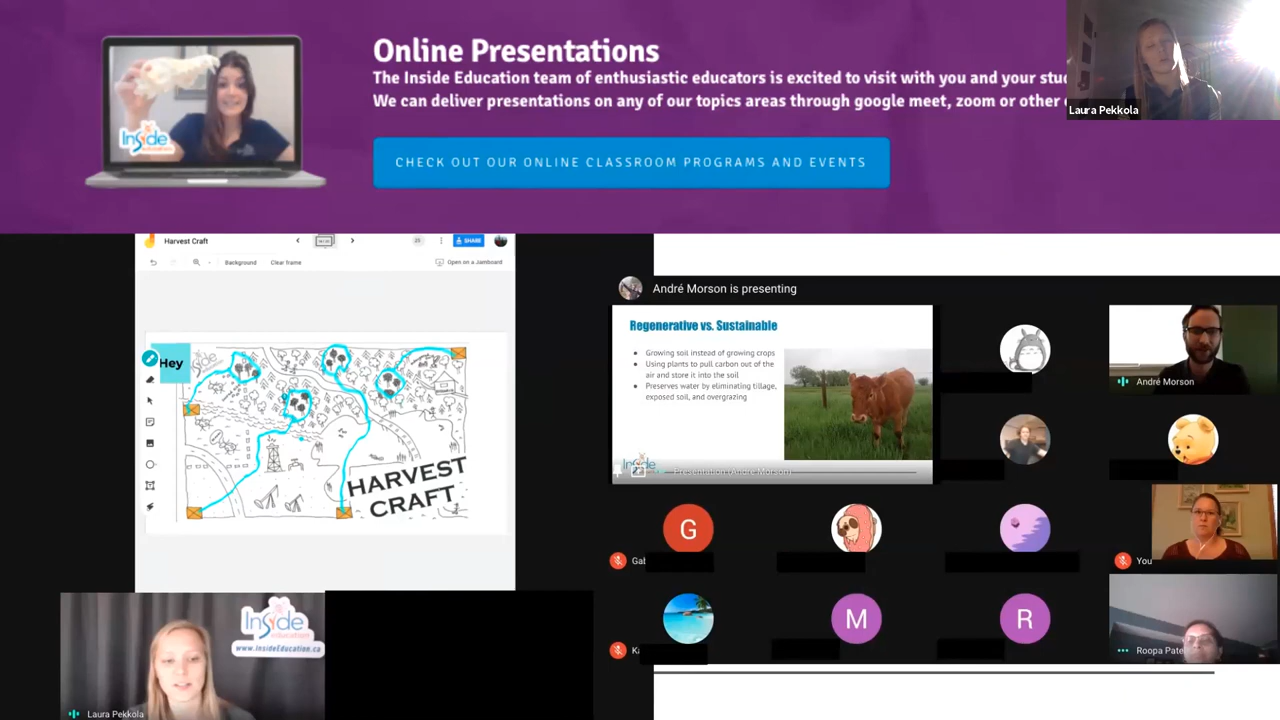 Online Presentations
The Inside Education team of enthusiastic educators is excited to visit with you and your
We can deliver presentations on any of our topics areas through google meet, zoom or other
Laura Pekkola
Inside
education
CHECK OUT OUR ONLINE CLASSROOM PROGRAMS AND EVENTS
Harvest Craft
SHARE
Background
Clear frame
Open on a Jamboard
Hey
HARVEST
CRAFT
Inside
education
www.InsideEducation.ca
Laura Pekkola
André Morson is presenting
Regenerative vs. Sustainable
● Growing soil instead of growing crops
● Using plants to pull carbon out of the
air and store it into the soil
● Preserves water by eliminating tillage,
exposed soil, and overgrazing
Inside
Presentation (André Morson)
André Morson
G
You
M
R
Roopa